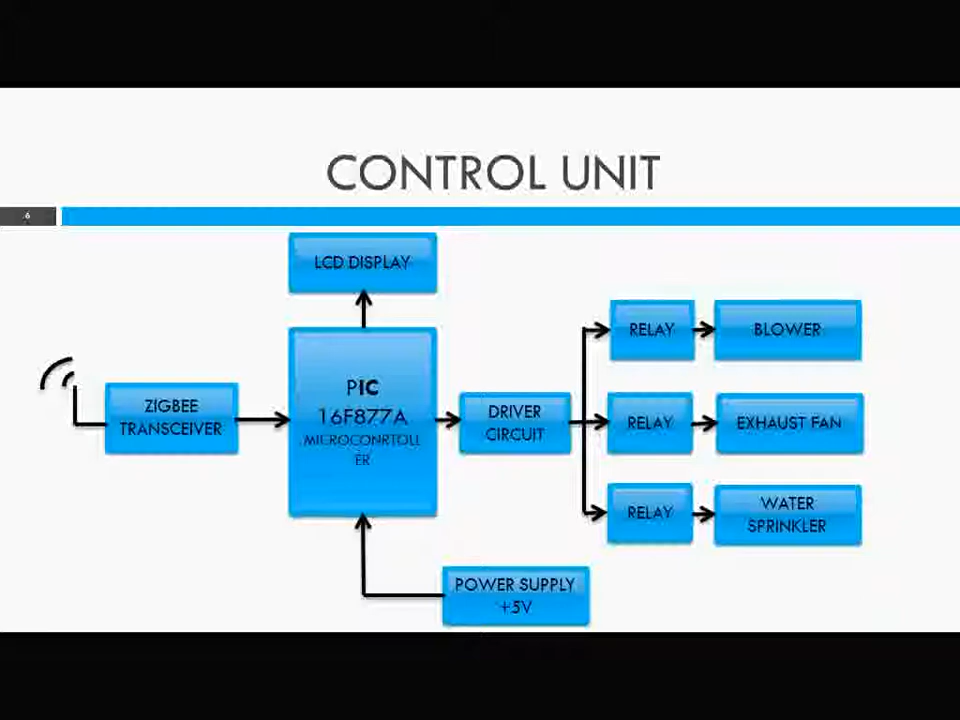 CONTROL UNIT
6
LCD DISPLAY
RELAY
BLOWER
PIC
16F877A
MICROCONRTOLL
ER
ZIGBEE
TRANSCEIVER
DRIVER
CIRCUIT
RELAY
EXHAUST FAN
RELAY
WATER
SPRINKLER
POWER SUPPLY
+5V